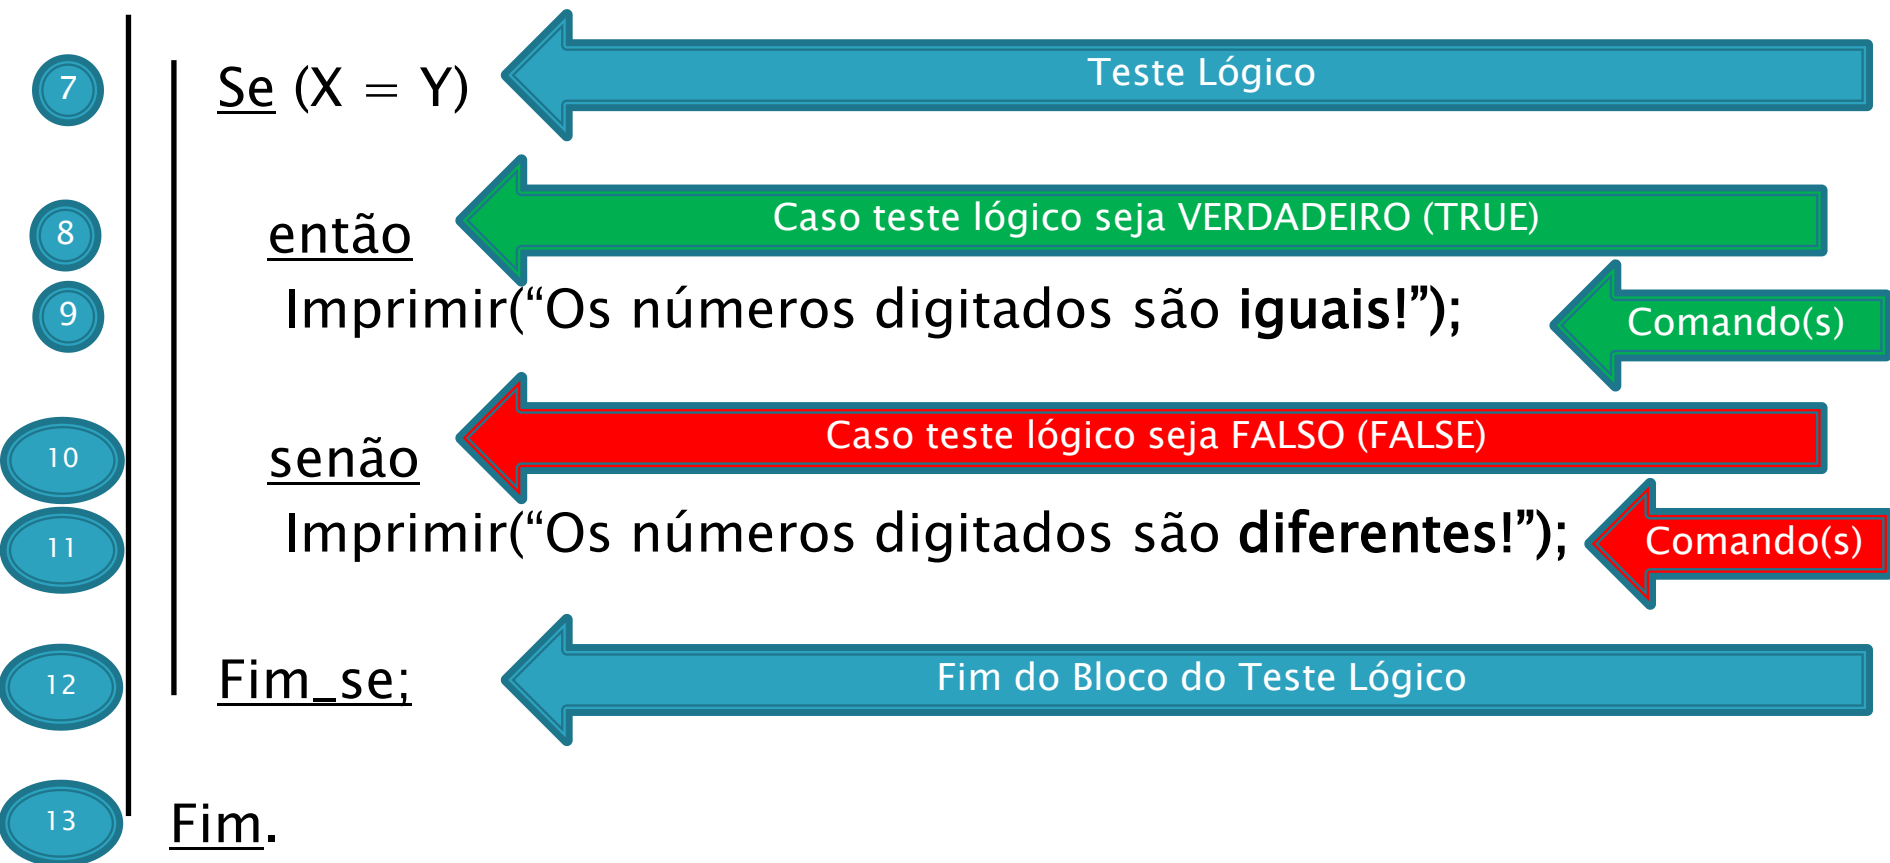 7 Se (X = Y) Teste Lógico
8 então Caso teste lógico seja VERDADEIRO (TRUE)
9 Imprimir(“Os números digitados são iguais!”); Comando(s)
10 senão Caso teste lógico seja FALSO (FALSE)
11 Imprimir(“Os números digitados são diferentes!”); Comando(s)
12 Fim_se; Fim do Bloco do Teste Lógico
13 Fim.